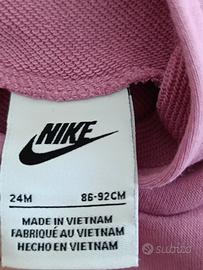 NIKE
24M 86-92CM
MADE IN VIETNAM
FABRIQUÉ AU VIETNAM
HECHO EN VIETNAM
subito